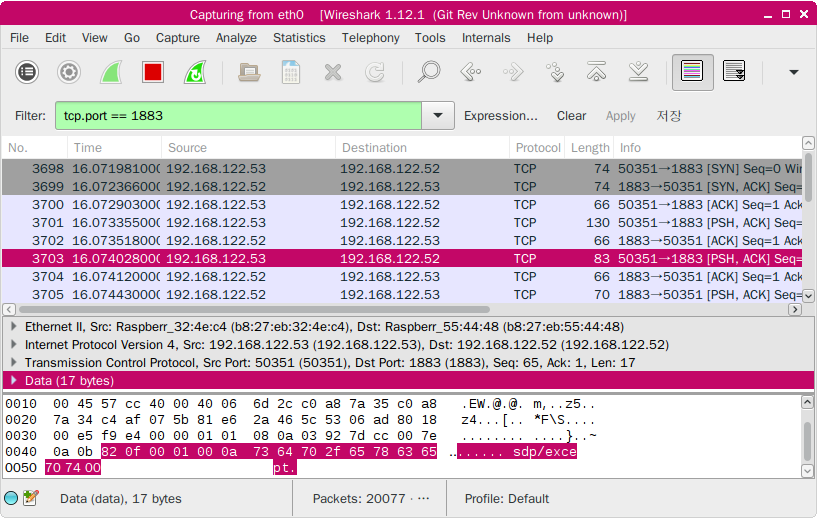 Capturing from eth0 [Wireshark 1.12.1 (Git Rev Unknown from unknown)]
File Edit View Go Capture Analyze Statistics Telephony Tools Internals Help
Filter: tcp.port == 1883 Expression... Clear Apply 저장
No. Time Source Destination Protocol Length Info
3698 16.071981000 192.168.122.53 192.168.122.52 TCP 74 50351→1883 [SYN] Seq=0 Wi
3699 16.072366000 192.168.122.52 192.168.122.53 TCP 74 1883→50351 [SYN, ACK] Seq=
3700 16.072903000 192.168.122.53 192.168.122.52 TCP 66 50351→1883 [ACK] Seq=1 Ack
3701 16.073355000 192.168.122.53 192.168.122.52 TCP 130 50351→1883 [PSH, ACK] Seq=
3702 16.073518000 192.168.122.52 192.168.122.53 TCP 66 1883→50351 [ACK] Seq=1 Ack
3703 16.074028000 192.168.122.53 192.168.122.52 TCP 83 50351→1883 [PSH, ACK] Seq=
3704 16.074120000 192.168.122.52 192.168.122.53 TCP 66 1883→50351 [ACK] Seq=1 Ack
3705 16.074430000 192.168.122.52 192.168.122.53 TCP 70 1883→50351 [PSH, ACK] Seq=
Ethernet II, Src: Raspberr_32:4e:c4 (b8:27:eb:32:4e:c4), Dst: Raspberr_55:44:48 (b8:27:eb:55:44:48)
Internet Protocol Version 4, Src: 192.168.122.53 (192.168.122.53), Dst: 192.168.122.52 (192.168.122.52)
Transmission Control Protocol, Src Port: 50351 (50351), Dst Port: 1883 (1883), Seq: 65, Ack: 1, Len: 17
Data (17 bytes)
0010 00 45 57 cc 40 00 40 06 6d 2c c0 a8 7a 35 c0 a8 .EW.@.@. m,..z5..
0020 7a 34 c4 af 07 5b 81 e6 2a 46 5c 53 06 ad 80 18 z4...[.. *F\S....
0030 00 e5 f9 e4 00 00 01 01 08 0a 03 92 7d cc 00 7e ........ ....}..~
0040 0a 0b 82 0f 00 01 00 0a 73 64 70 2f 65 78 63 65 ........ sdp/exce
0050 70 74 00 pt.
Data (data), 17 bytes Packets: 20077 · ··· Profile: Default